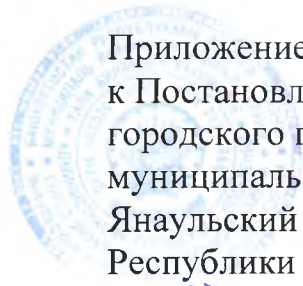 Приложение
к Постановл
городского п
муниципаль
Янаульский
Республики